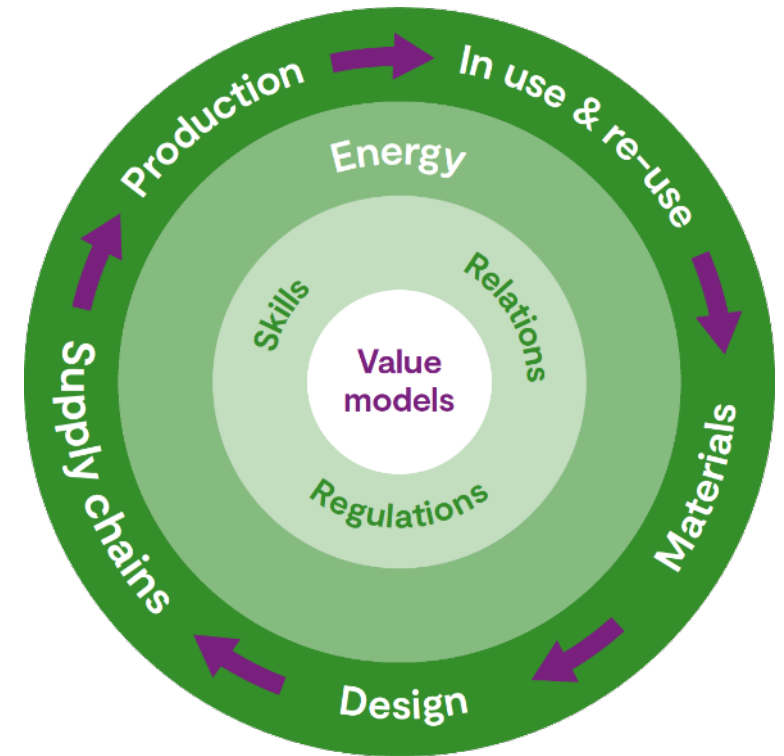 Production
In use & re-use
Materials
Design
Supply chains
Energy
Skills
Relations
Regulations
Value
models